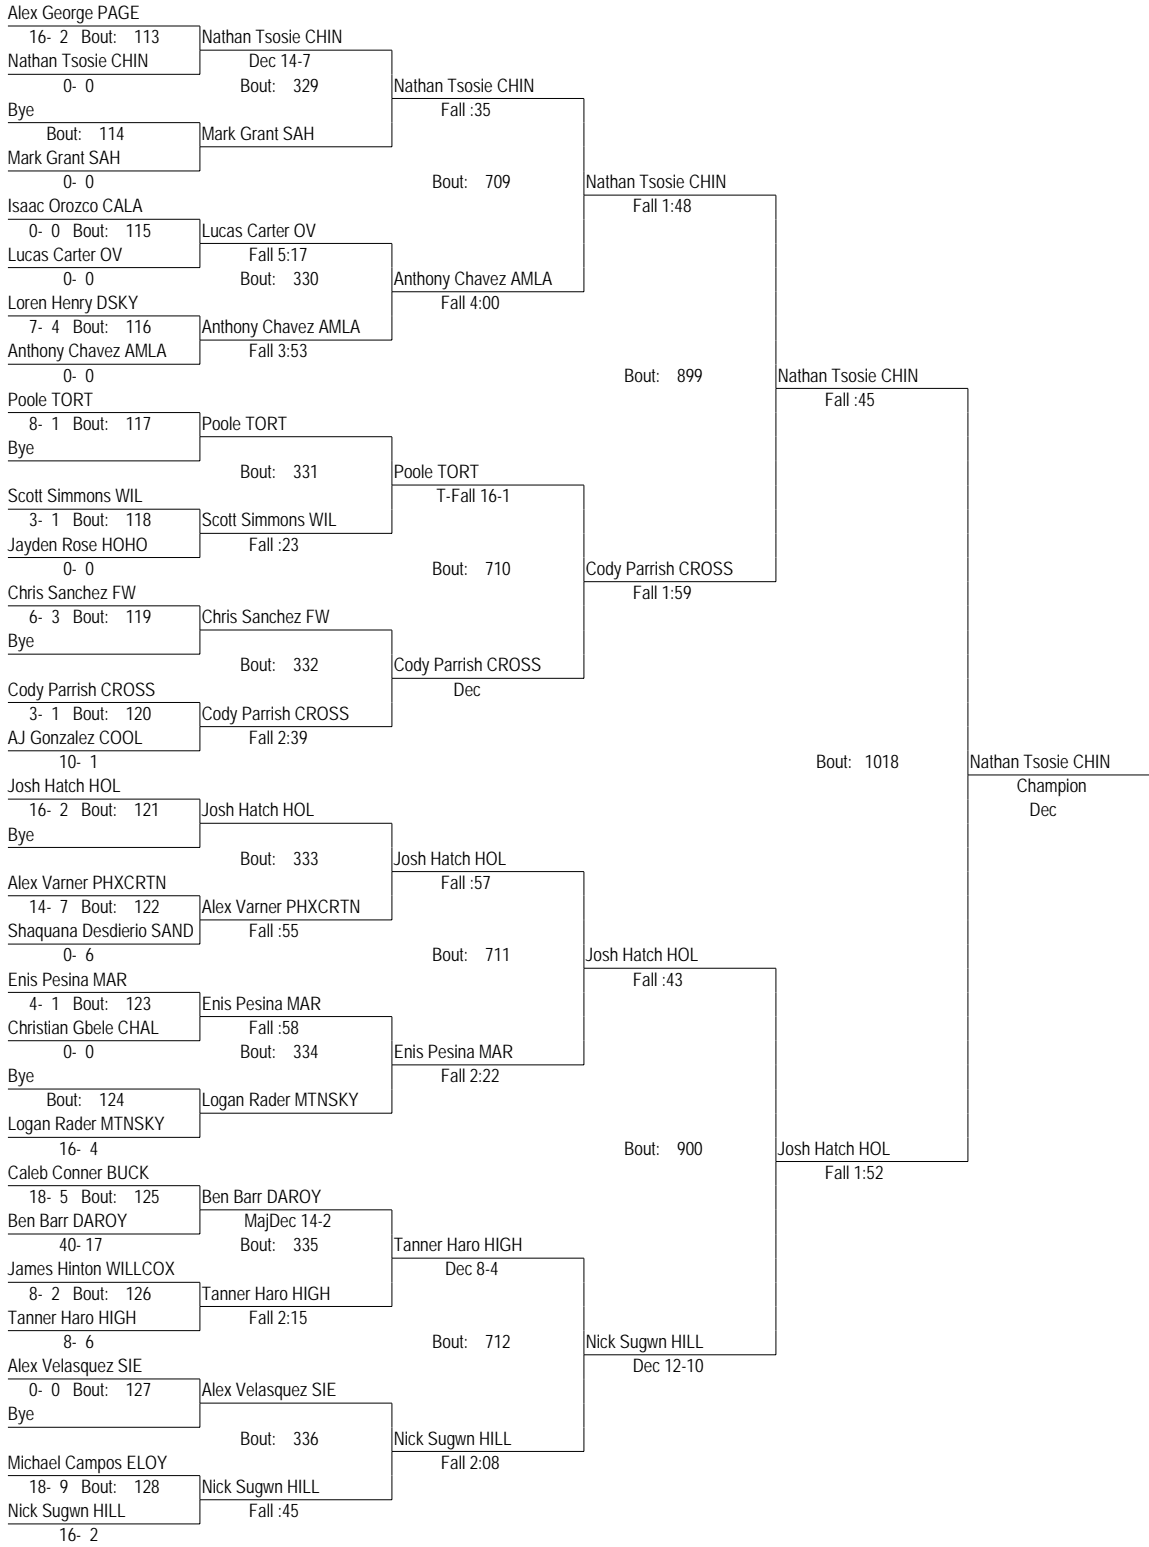 Alex George PAGE
16- 2 Bout: 113
Nathan Tsosie CHIN
Nathan Tsosie CHIN
Dec 14-7
0- 0
Bout: 329
Nathan Tsosie CHIN
Bye
Fall :35
Bout: 114
Mark Grant SAH
Mark Grant SAH
0- 0
Bout: 709
Nathan Tsosie CHIN
Isaac Orozco CALA
Fall 1:48
0- 0 Bout: 115
Lucas Carter OV
Lucas Carter OV
Fall 5:17
0- 0
Bout: 330
Anthony Chavez AMLA
Loren Henry DSKY
Fall 4:00
7- 4 Bout: 116
Anthony Chavez AMLA
Anthony Chavez AMLA
Fall 3:53
0- 0
Bout: 899
Nathan Tsosie CHIN
Poole TORT
Fall :45
8- 1 Bout: 117
Poole TORT
Bye
Bout: 331
Poole TORT
Scott Simmons WIL
T-Fall 16-1
3- 1 Bout: 118
Scott Simmons WIL
Jayden Rose HOHO
Fall :23
0- 0
Bout: 710
Cody Parrish CROSS
Chris Sanchez FW
Fall 1:59
6- 3 Bout: 119
Chris Sanchez FW
Bye
Bout: 332
Cody Parrish CROSS
Cody Parrish CROSS
Dec
3- 1 Bout: 120
Cody Parrish CROSS
AJ Gonzalez COOL
Fall 2:39
10- 1
Bout: 1018
Nathan Tsosie CHIN
Josh Hatch HOL
Champion
16- 2 Bout: 121
Josh Hatch HOL
Dec
Bye
Bout: 333
Josh Hatch HOL
Alex Varner PHXCRTN
Fall :57
14- 7 Bout: 122
Alex Varner PHXCRTN
Shaquana Desdierio SAND
Fall :55
0- 6
Bout: 711
Josh Hatch HOL
Enis Pesina MAR
Fall :43
4- 1 Bout: 123
Enis Pesina MAR
Christian Gbele CHAL
Fall :58
0- 0
Bout: 334
Enis Pesina MAR
Bye
Fall 2:22
Bout: 124
Logan Rader MTNSKY
Logan Rader MTNSKY
16- 4
Bout: 900
Josh Hatch HOL
Caleb Conner BUCK
Fall 1:52
18- 5 Bout: 125
Ben Barr DAROY
Ben Barr DAROY
MajDec 14-2
40- 17
Bout: 335
Tanner Haro HIGH
James Hinton WILLCOX
Dec 8-4
8- 2 Bout: 126
Tanner Haro HIGH
Tanner Haro HIGH
Fall 2:15
8- 6
Bout: 712
Nick Sugwn HILL
Alex Velasquez SIE
Dec 12-10
0- 0 Bout: 127
Alex Velasquez SIE
Bye
Bout: 336
Nick Sugwn HILL
Michael Campos ELOY
Fall 2:08
18- 9 Bout: 128
Nick Sugwn HILL
Nick Sugwn HILL
Fall :45
16- 2